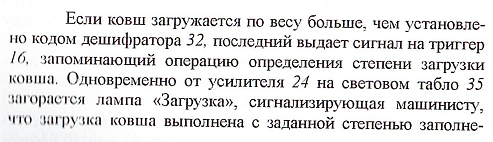 Если ковш загружается по весу больше, чем установле-
но кодом дешифратора 32, последний выдает сигнал на триггер
16, запоминающий операцию определения степени загрузки
ковша. Одновременно от усилителя 24 на световом табло 35
загорается лампа «Загрузка», сигнализирующая машинисту,
что загрузка ковша выполнена с заданной степенью заполне-